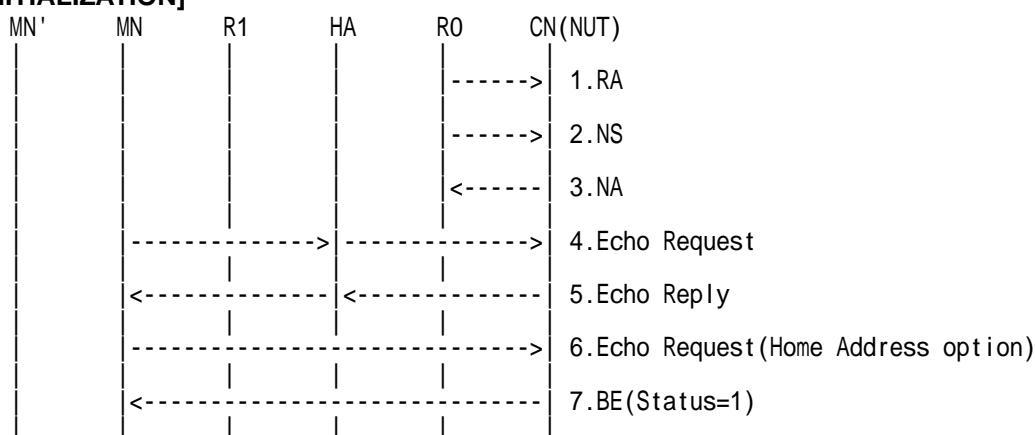 MN' MN R1 HA R0 CN(NUT)
------> 1.RA
------> 2.NS
<------ 3.NA
-------------->|--------------> 4.Echo Request
<--------------|<-------------- 5.Echo Reply
-------------------------------> 6.Echo Request(Home Address option)
<------------------------------- 7.BE(Status=1)